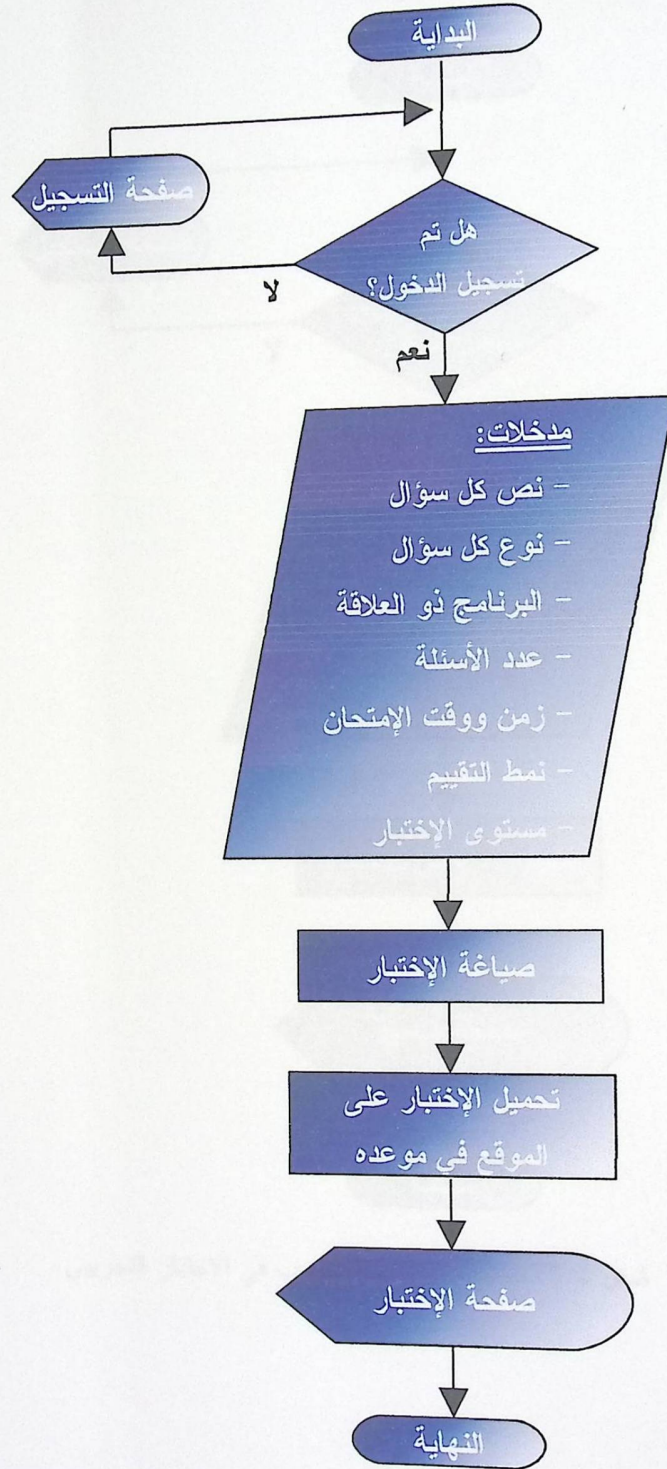 البداية
صفحة التسجيل
هل تم
تسجيل الدخول؟
لا
نعم
مدخلات:
- نص كل سؤال
- نوع كل سؤال
- البرنامج ذو العلاقة
- عدد الأسئلة
- زمن ووقت الإمتحان
- نمط التقييم
- مستوى الإختبار
صياغة الإختبار
تحميل الإختبار على
الموقع في موعده
صفحة الإختبار
النهاية